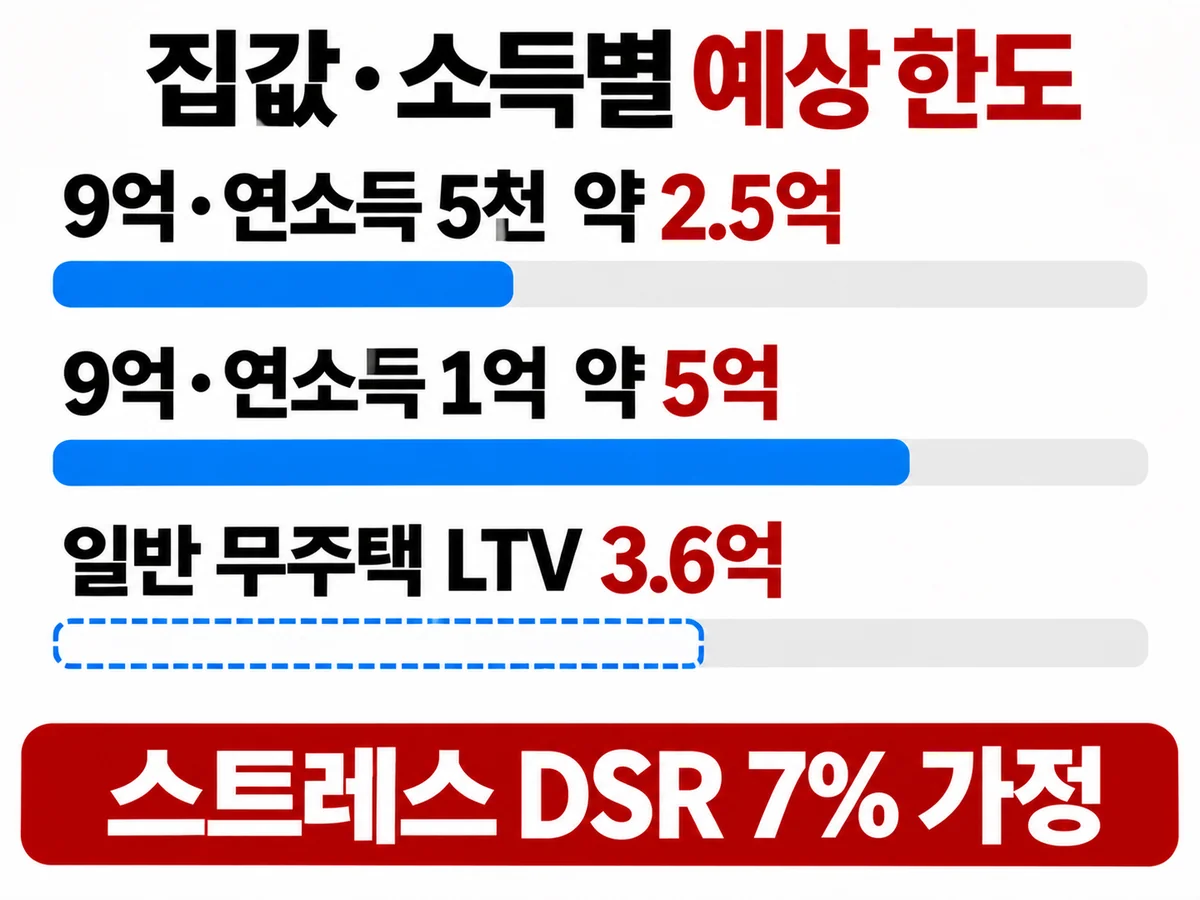 집값·소득별 예상 한도
9억·연소득 5천 약 2.5억
9억·연소득 1억 약 5억
일반 무주택 LTV 3.6억
스트레스 DSR 7% 가정